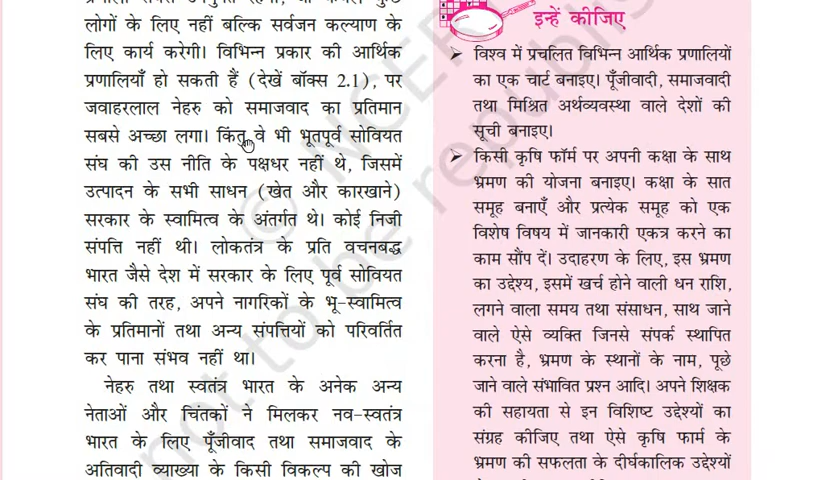 लोगों के लिए नहीं बल्कि सर्वजन कल्याण के
लिए कार्य करेगी। विभिन्न प्रकार की आर्थिक
प्रणालियाँ हो सकती हैं (देखें बॉक्स 2.1), पर
जवाहरलाल नेहरु को समाजवाद का प्रतिमान
सबसे अच्छा लगा। किंतु वे भी भूतपूर्व सोवियत
संघ की उस नीति के पक्षधर नहीं थे, जिसमें
उत्पादन के सभी साधन (खेत और कारखाने)
सरकार के स्वामित्व के अंतर्गत थे। कोई निजी
संपत्ति नहीं थी। लोकतंत्र के प्रति वचनबद्ध
भारत जैसे देश में सरकार के लिए पूर्व सोवियत
संघ की तरह, अपने नागरिकों के भू-स्वामित्व
के प्रतिमानों तथा अन्य संपत्तियों को परिवर्तित
कर पाना संभव नहीं था।
नेहरु तथा स्वतंत्र भारत के अनेक अन्य
नेताओं और चिंतकों ने मिलकर नव-स्वतंत्र
भारत के लिए पूँजीवाद तथा समाजवाद के
अतिवादी व्याख्या के किसी विकल्प की खोज
इन्हें कीजिए
➢ विश्व में प्रचलित विभिन्न आर्थिक प्रणालियों
का एक चार्ट बनाइए। पूँजीवादी, समाजवादी
तथा मिश्रित अर्थव्यवस्था वाले देशों की
सूची बनाइए।
➢ किसी कृषि फॉर्म पर अपनी कक्षा के साथ
भ्रमण की योजना बनाइए। कक्षा के सात
समूह बनाएँ और प्रत्येक समूह को एक
विशेष विषय में जानकारी एकत्र करने का
काम सौंप दें। उदाहरण के लिए, इस भ्रमण
का उद्देश्य, इसमें खर्च होने वाली धन राशि,
लगने वाला समय तथा संसाधन, साथ जाने
वाले ऐसे व्यक्ति जिनसे संपर्क स्थापित
करना है, भ्रमण के स्थानों के नाम, पूछे
जाने वाले संभावित प्रश्न आदि। अपने शिक्षक
की सहायता से इन विशिष्ट उद्देश्यों का
संग्रह कीजिए तथा ऐसे कृषि फार्म के
भ्रमण की सफलता के दीर्घकालिक उद्देश्यों
© NCERT
not to be republis